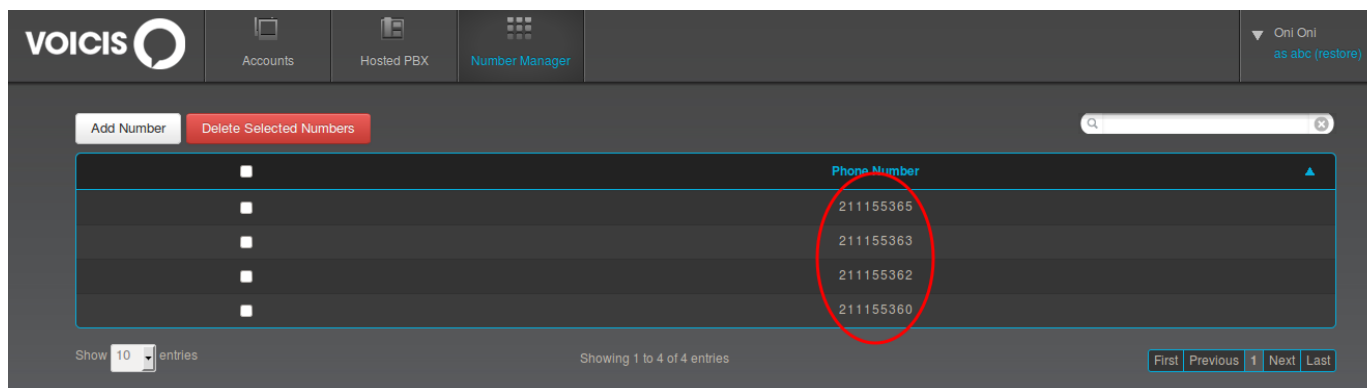 VOICIS
Accounts
Hosted PBX
Number Manager
Oni Oni
as abc (restore)
Add Number
Delete Selected Numbers
Phone Number
211155365
211155363
211155362
211155360
Show 10 entries
Showing 1 to 4 of 4 entries
First Previous 1 Next Last